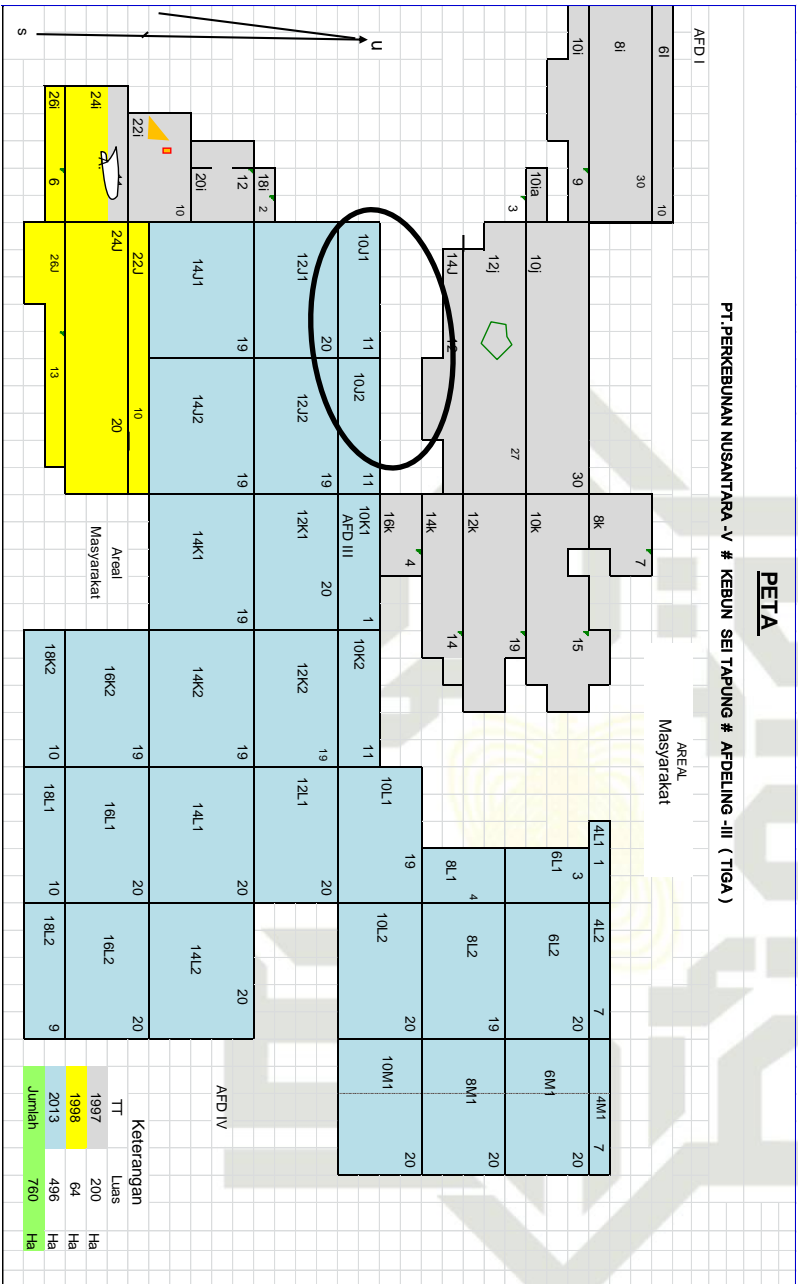 PETA
PT.PERKEBUNAN NUSANTARA -V # KEBUN SEI TAPUNG # AFDELING -III ( TIGA )
AFD I
AREAL
Masyarakat
6I 10
8i 30
10i 9
8k 7
4L1 1
4L2 7
4M1 7
10ia 3
10j 30
10k 15
6L1 3
6L2 20
6M1 20
12j 27
12k 19
14J 12
14k 14
8L1 4
8L2 19
8M1 20
16k 4
10J1 11
10J2 11
10K1 1
AFD III
10K2 11
10L1 19
10L2 20
10M1 20
u
s
18i 2
12J1 20
12J2 19
12K1 20
12K2 19
12L1 20
20i 12
14J1 19
14J2 19
14K1 19
14K2 19
14L1 20
14L2 20
AFD IV
22i 10
22J 10
24i
24J 20
Areal
Masyarakat
16K2 19
16L1 20
16L2 20
26i 6
26J 13
18K2 10
18L1 10
18L2 9
Keterangan
TT Luas
1997 200 Ha
1998 64 Ha
2013 496 Ha
Jumlah 760 Ha